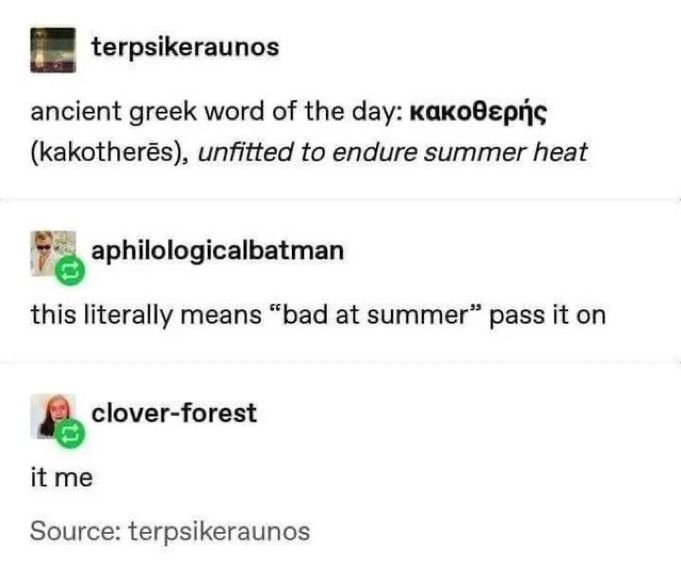 terpsikeraunos
ancient greek word of the day: κακοθερής
(kakotherēs), unfitted to endure summer heat
aphilologicalbatman
this literally means “bad at summer” pass it on
clover-forest
it me
Source: terpsikeraunos